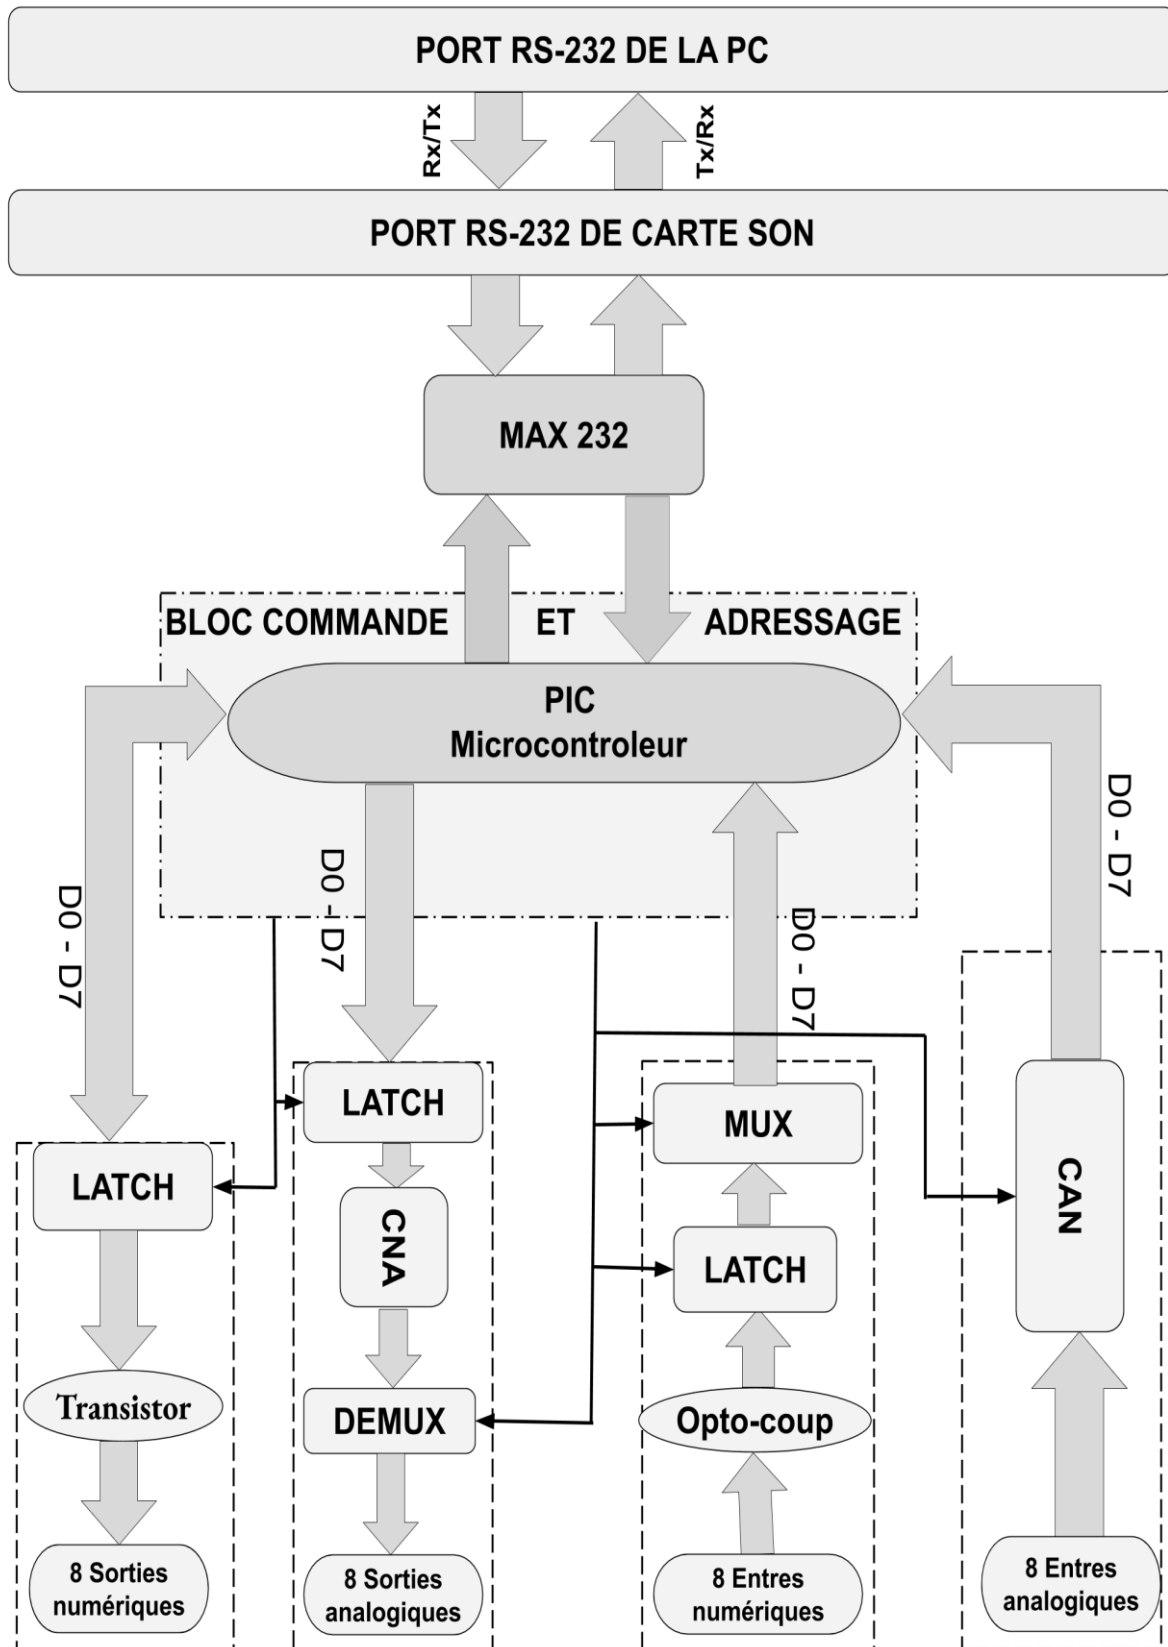 PORT RS-232 DE LA PC
Rx/Tx
Tx/Rx
PORT RS-232 DE CARTE SON
MAX 232
BLOC COMMANDE ET ADRESSAGE
PIC
Microcontroleur
D0 - D7
D0 - D7
D0 - D7
D0 - D7
LATCH
MUX
LATCH
CNA
LATCH
CAN
Transistor
DEMUX
Opto-coup
8 Sorties
numériques
8 Sorties
analogiques
8 Entres
numériques
8 Entres
analogiques